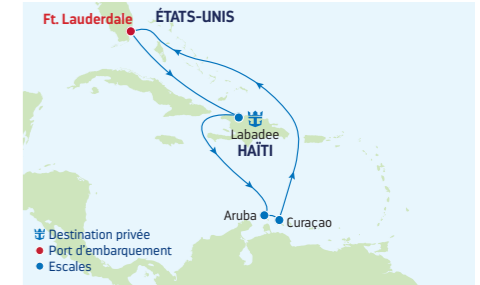 Ft. Lauderdale
ÉTATS-UNIS
Labadee
HAÏTI
Aruba
Curaçao
Destination privée
Port d'embarquement
Escales